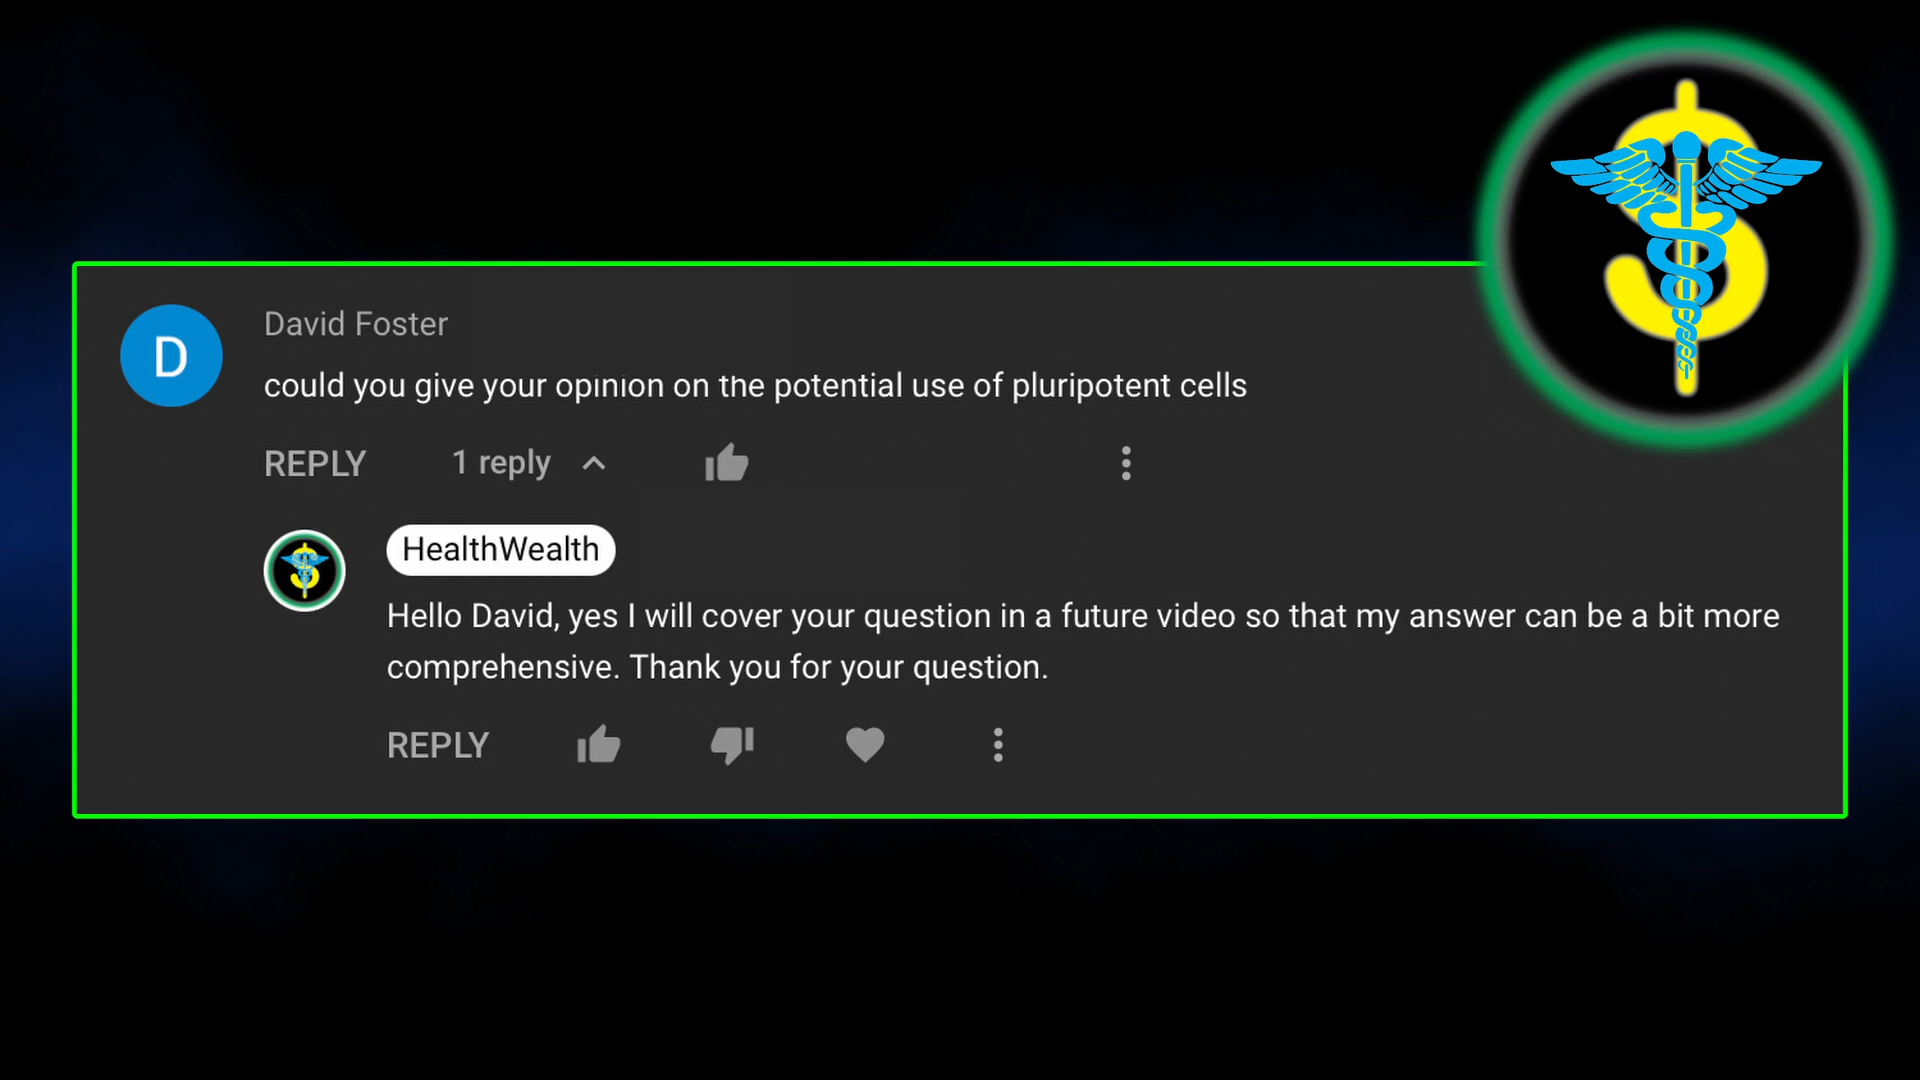 David Foster
D
could you give your opinion on the potential use of pluripotent cells
REPLY 1 reply
HealthWealth
Hello David, yes I will cover your question in a future video so that my answer can be a bit more
comprehensive. Thank you for your question.
REPLY